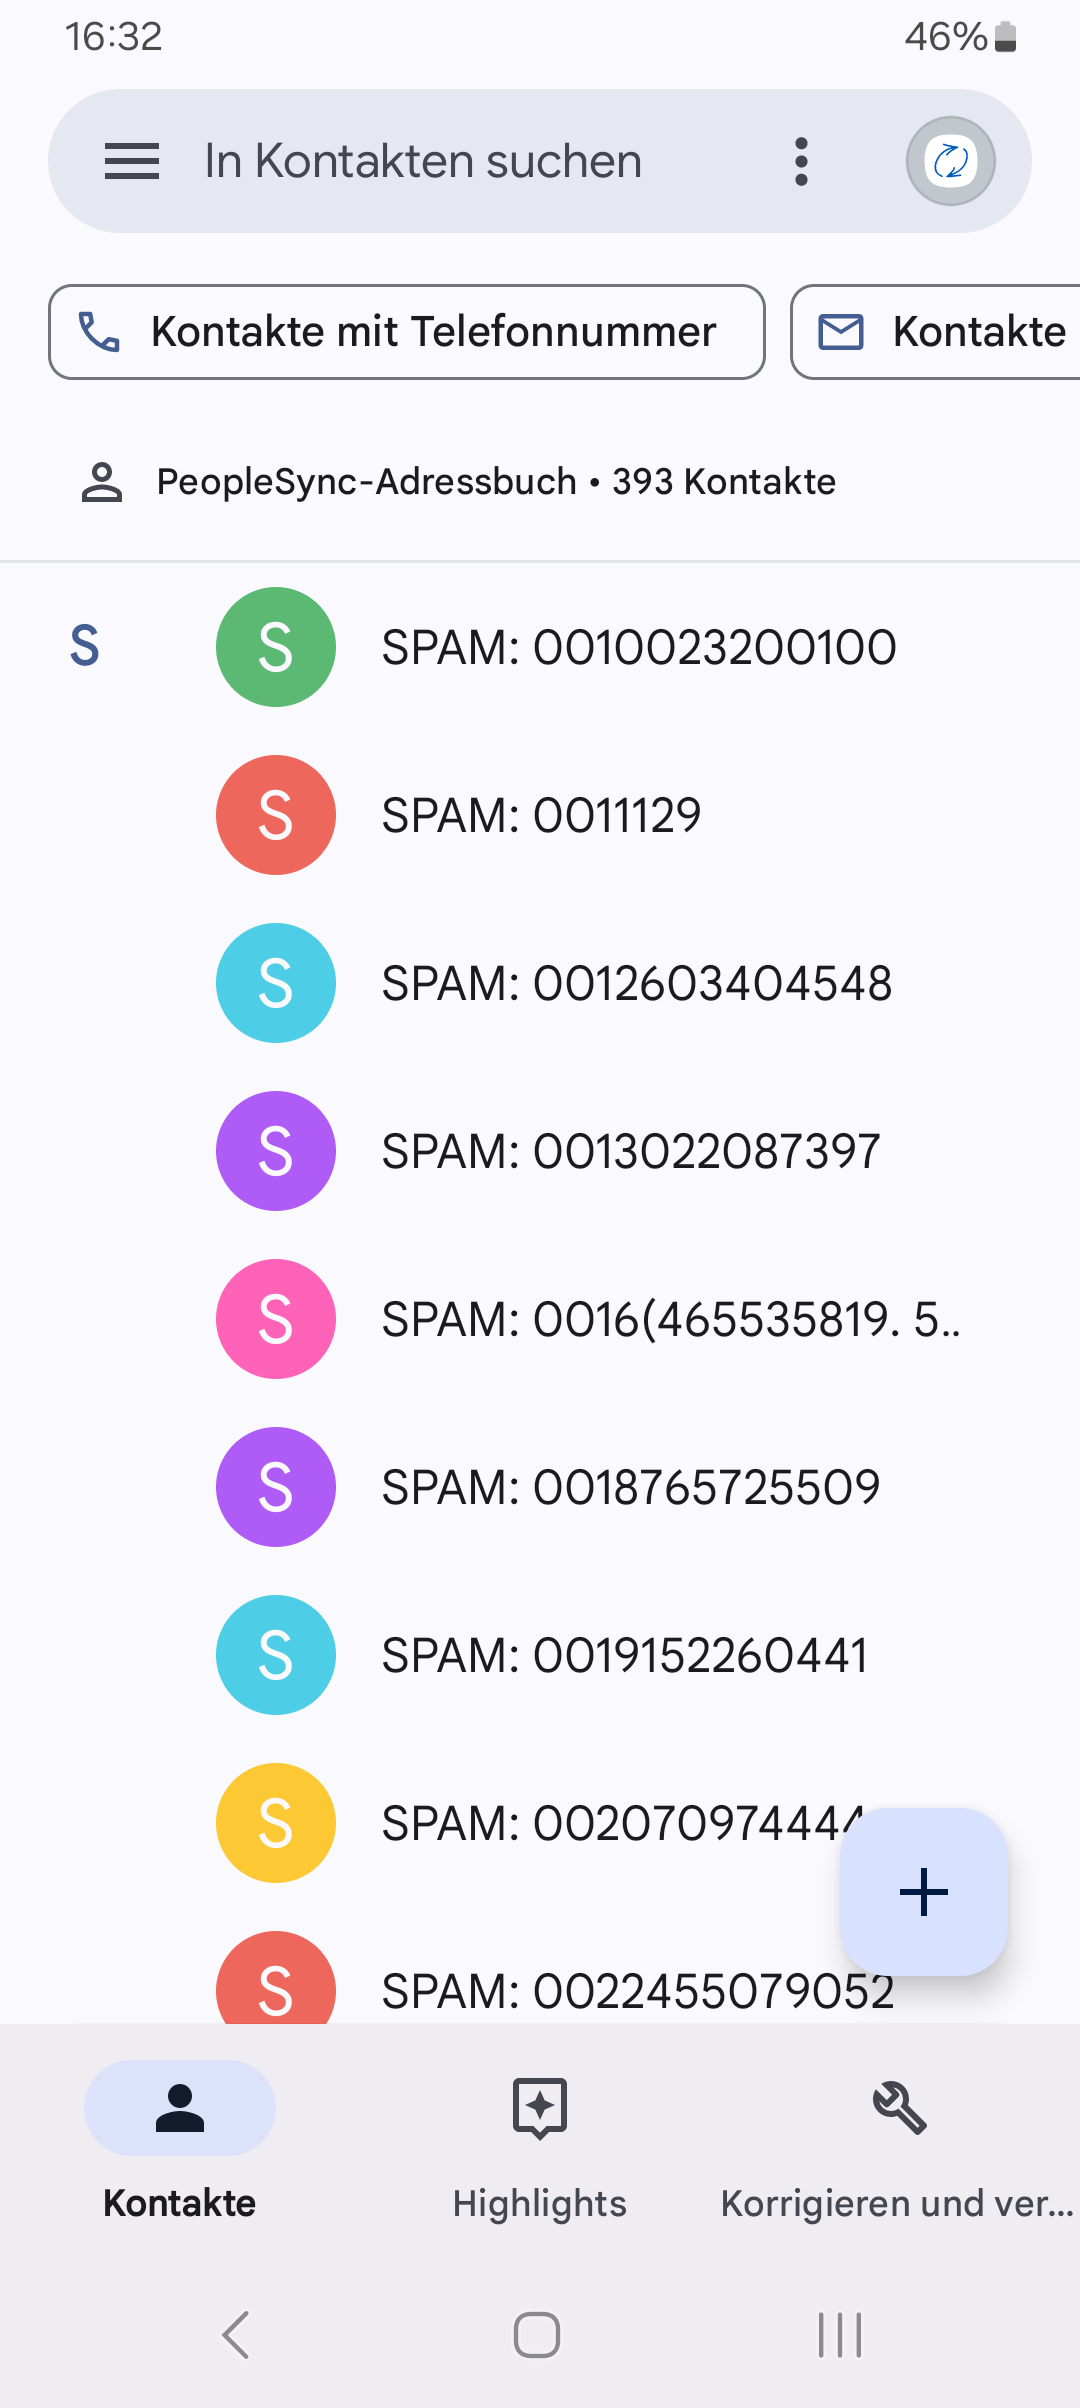 16:32
46%
In Kontakten suchen
Kontakte mit Telefonnummer
Kontakte
PeopleSync-Adressbuch • 393 Kontakte
S
S SPAM: 0010023200100
S SPAM: 0011129
S SPAM: 0012603404548
S SPAM: 0013022087397
S SPAM: 0016(465535819. 5..
S SPAM: 0018765725509
S SPAM: 0019152260441
S SPAM: 002070974444
S SPAM: 0022455079052
Kontakte
Highlights
Korrigieren und ver...